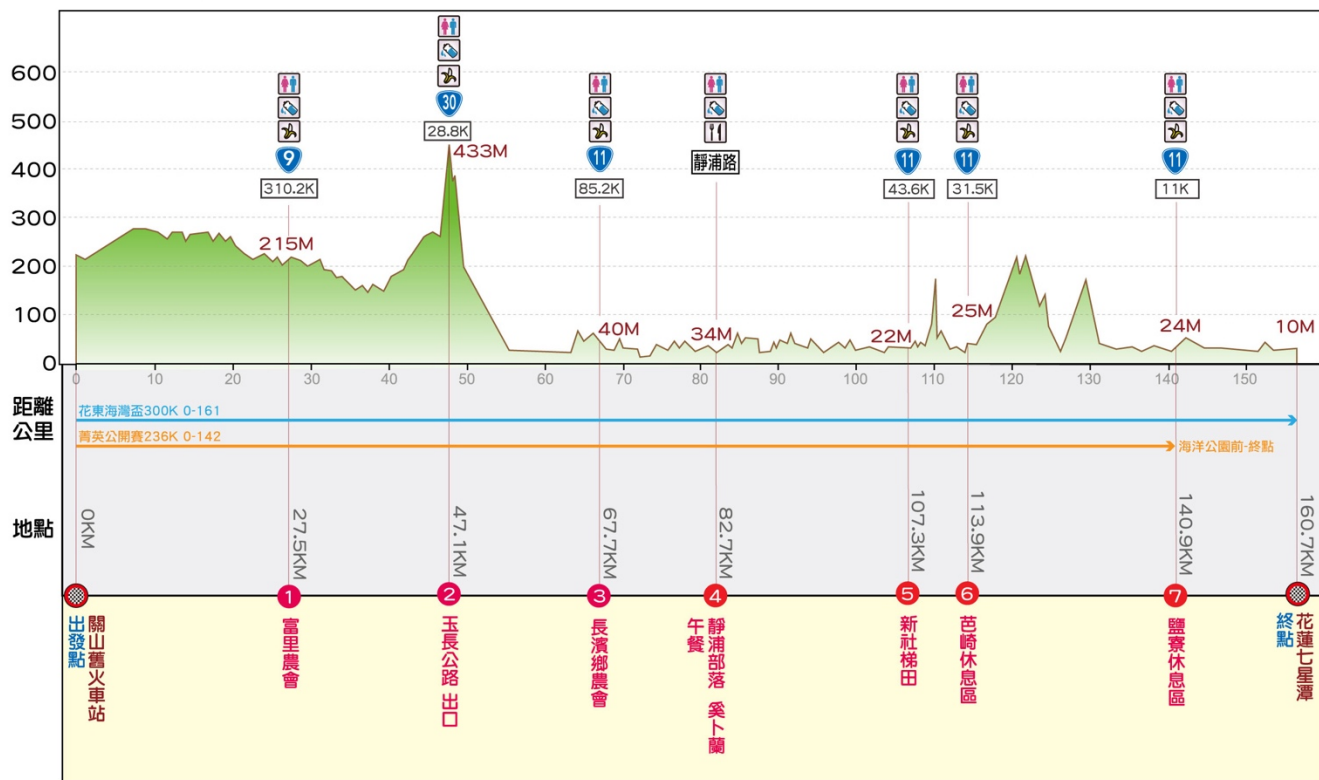 600
500
400
300
200
100
0
9
310.2K
30
28.8K
11
85.2K
靜浦路
11
43.6K
11
31.5K
11
11K
215M
433M
40M
34M
22M
25M
24M
10M
0 10 20 30 40 50 60 70 80 90 100 110 120 130 140 150
距離
公里
花東海灣盃300K 0-161
菁英公開賽236K 0-142
海洋公園前-終點
地點
0KM
27.5KM
47.1KM
67.7KM
82.7KM
107.3KM
113.9KM
140.9KM
160.7KM
1
2
3
4
5
6
7
關山舊火車站
出發點
富里農會
玉長公路 出口
長濱鄉農會
靜浦部落 奚卜蘭
午餐
新社梯田
芭崎休息區
鹽寮休息區
花蓮七星潭
終點